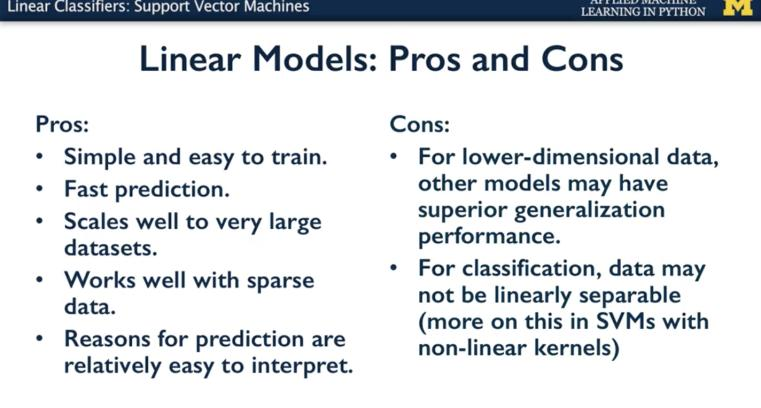 Linear Classifiers: Support Vector Machines
APPLIED MACHINE
LEARNING IN PYTHON
M
Linear Models: Pros and Cons
Pros:
• Simple and easy to train.
• Fast prediction.
• Scales well to very large
datasets.
• Works well with sparse
data.
• Reasons for prediction are
relatively easy to interpret.
Cons:
• For lower-dimensional data,
other models may have
superior generalization
performance.
• For classification, data may
not be linearly separable
(more on this in SVMs with
non-linear kernels)